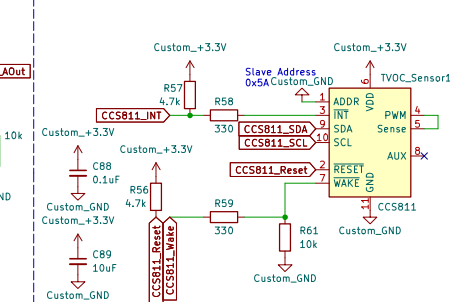 Custom_+3.3V
Custom_+3.3V
Slave Address
0x5A
Custom_GND
TVOC_Sensor1
_AOut
R57
4.7k
CCS811_INT
R58
330
1
ADDR
6
VDD
3
INT
PWM
4
CCS811_SDA
9
SDA
Sense
5
CCS811_SCL
10
SCL
10k
Custom_+3.3V
Custom_+3.3V
AUX
8
CCS811_Reset
2
RESET
7
WAKE
GND
11
CCS811
C88
0.1uF
R56
4.7k
ND
Custom_GND
Custom_+3.3V
R59
330
CCS811_Reset
CCS811_Wake
R61
10k
Custom_GND
C89
10uF
Custom_GND
Custom_GND